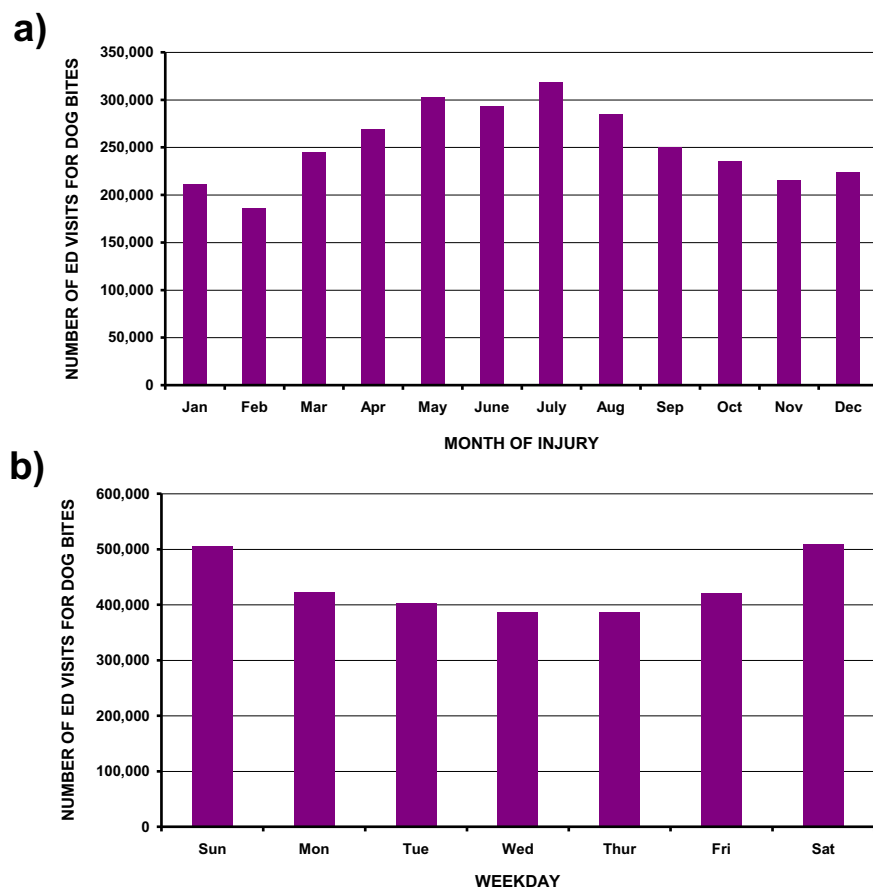 a)
NUMBER OF ED VISITS FOR DOG BITES
350,000
300,000
250,000
200,000
150,000
100,000
50,000
0
Jan Feb Mar Apr May June July Aug Sep Oct Nov Dec
MONTH OF INJURY
b)
NUMBER OF ED VISITS FOR DOG BITES
600,000
500,000
400,000
300,000
200,000
100,000
0
Sun Mon Tue Wed Thur Fri Sat
WEEKDAY